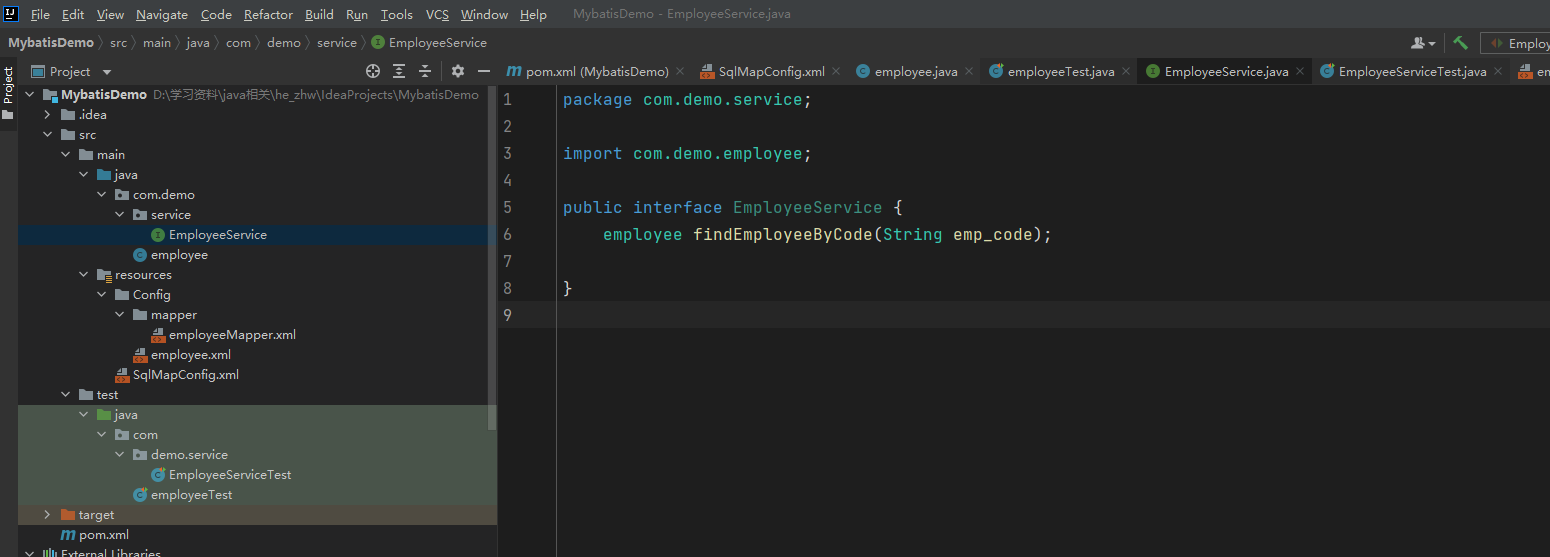 File Edit View Navigate Code Refactor Build Run Tools VCS Window Help MybatisDemo - EmployeeService.java
MybatisDemo src main java com demo service EmployeeService
Employ
Project
Project
pom.xml (MybatisDemo) SqlMapConfig.xml employee.java employeeTest.java EmployeeService.java EmployeeServiceTest.java em
MybatisDemo D:\学习资料\java相关\he_zhw\IdeaProjects\MybatisDemo
.idea
src
main
java
com.demo
service
EmployeeService
employee
resources
Config
mapper
employeeMapper.xml
employee.xml
SqlMapConfig.xml
test
java
com
demo.service
EmployeeServiceTest
employeeTest
target
pom.xml
External Libraries
1 package com.demo.service;
2
3 import com.demo.employee;
4
5 public interface EmployeeService {
6 employee findEmployeeByCode(String emp_code);
7
8 }
9